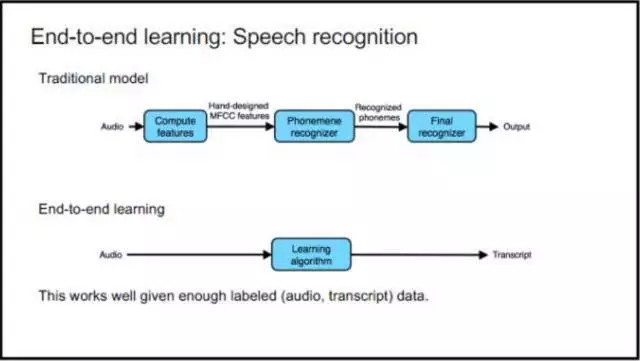 End-to-end learning: Speech recognition
Traditional model
Audio
Compute
features
Hand-designed
MFCC features
Phonemene
recognizer
Recognized
phonemes
Final
recognizer
Output
End-to-end learning
Audio
Learning
algorithm
Transcript
This works well given enough labeled (audio, transcript) data.